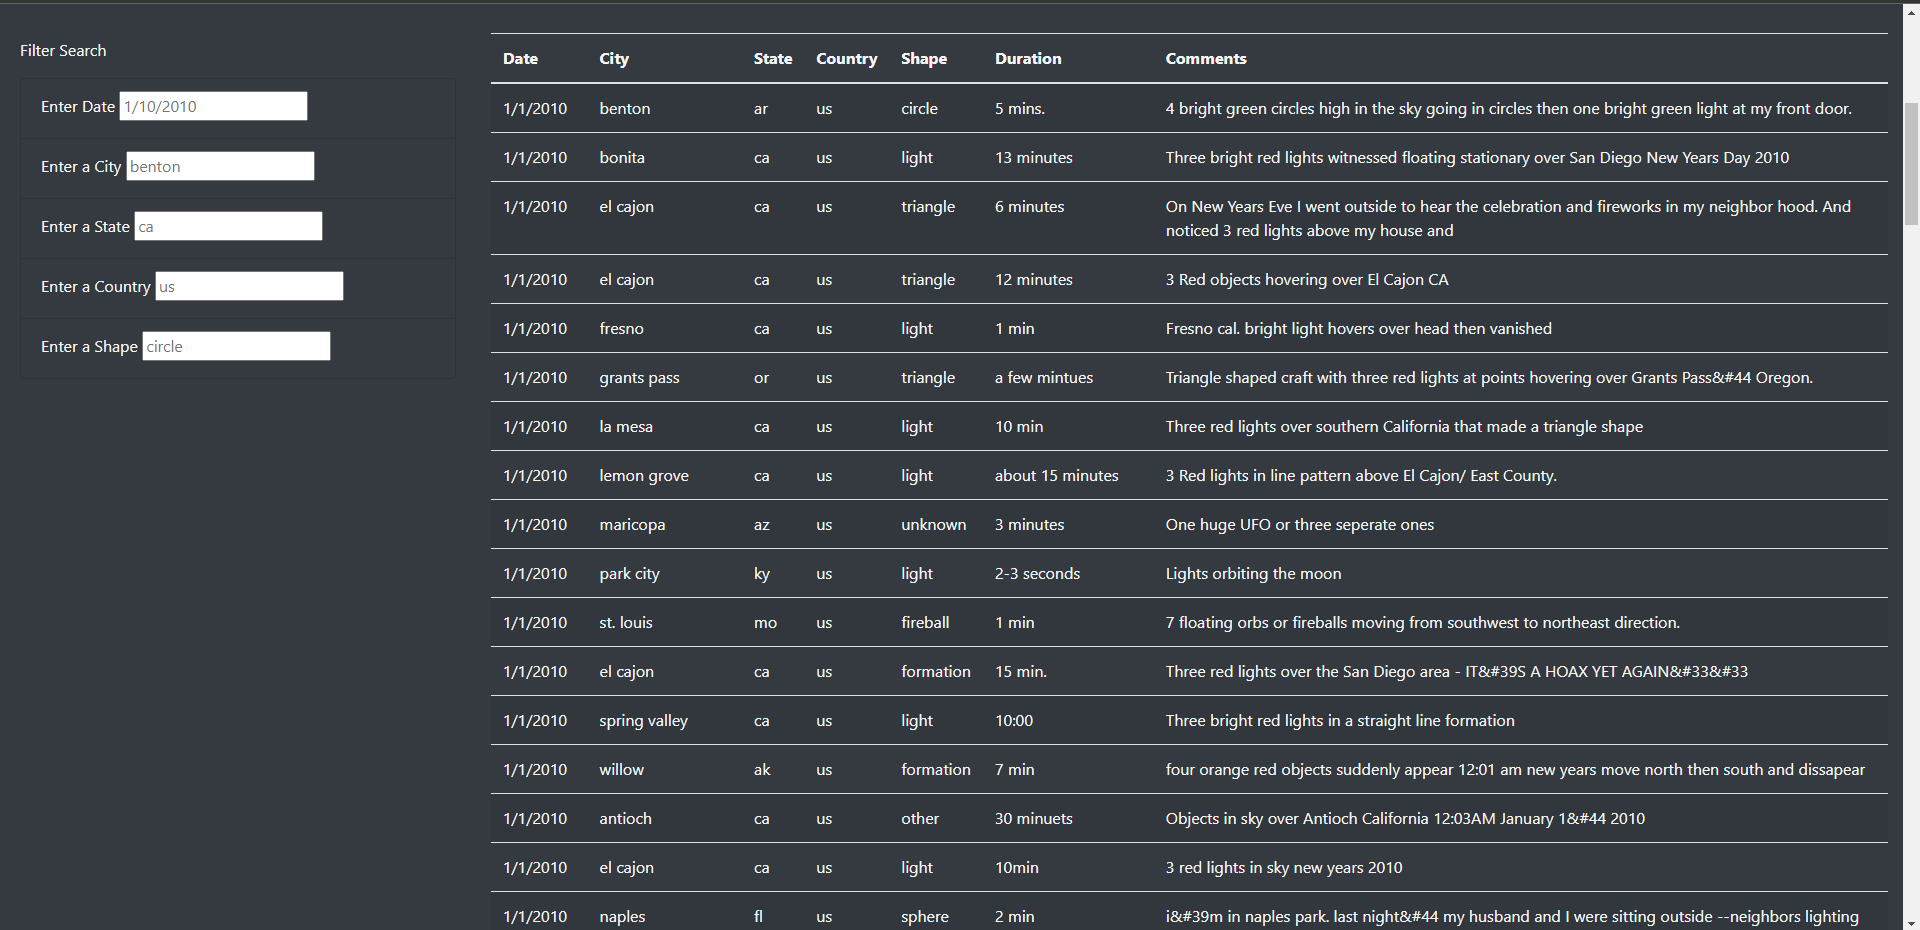 Filter Search
Enter Date 1/10/2010
Enter a City benton
Enter a State ca
Enter a Country us
Enter a Shape circle
Date City State Country Shape Duration Comments
1/1/2010 benton ar us circle 5 mins. 4 bright green circles high in the sky going in circles then one bright green light at my front door.
1/1/2010 bonita ca us light 13 minutes Three bright red lights witnessed floating stationary over San Diego New Years Day 2010
1/1/2010 el cajon ca us triangle 6 minutes On New Years Eve I went outside to hear the celebration and fireworks in my neighbor hood. And
noticed 3 red lights above my house and
1/1/2010 el cajon ca us triangle 12 minutes 3 Red objects hovering over El Cajon CA
1/1/2010 fresno ca us light 1 min Fresno cal. bright light hovers over head then vanished
1/1/2010 grants pass or us triangle a few mintues Triangle shaped craft with three red lights at points hovering over Grants Pass&#44 Oregon.
1/1/2010 la mesa ca us light 10 min Three red lights over southern California that made a triangle shape
1/1/2010 lemon grove ca us light about 15 minutes 3 Red lights in line pattern above El Cajon/ East County.
1/1/2010 maricopa az us unknown 3 minutes One huge UFO or three seperate ones
1/1/2010 park city ky us light 2-3 seconds Lights orbiting the moon
1/1/2010 st. louis mo us fireball 1 min 7 floating orbs or fireballs moving from southwest to northeast direction.
1/1/2010 el cajon ca us formation 15 min. Three red lights over the San Diego area - IT&#39S A HOAX YET AGAIN&#33&#33
1/1/2010 spring valley ca us light 10:00 Three bright red lights in a straight line formation
1/1/2010 willow ak us formation 7 min four orange red objects suddenly appear 12:01 am new years move north then south and dissapear
1/1/2010 antioch ca us other 30 minuets Objects in sky over Antioch California 12:03AM January 1&#44 2010
1/1/2010 el cajon ca us light 10min 3 red lights in sky new years 2010
1/1/2010 naples fl us sphere 2 min i&#39m in naples park. last night&#44 my husband and I were sitting outside --neighbors lighting